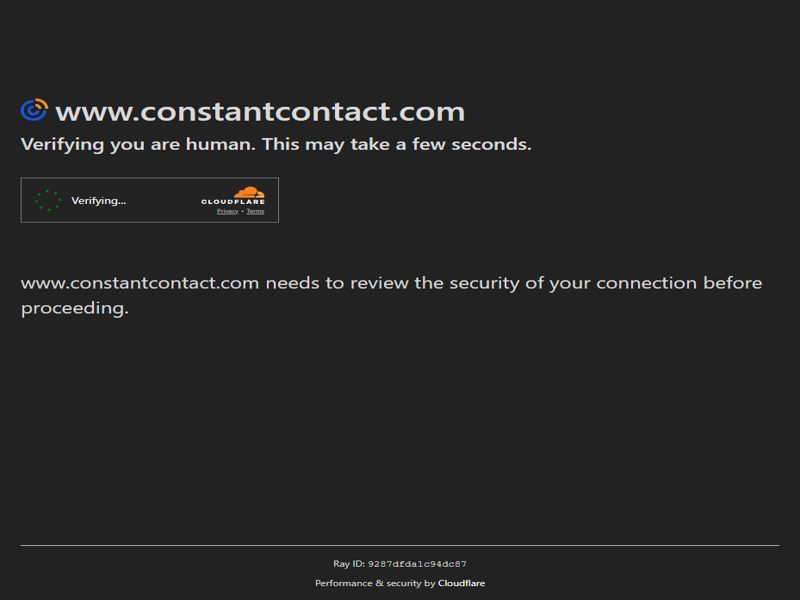 www.constantcontact.com
Verifying you are human. This may take a few seconds.
Verifying...
CLOUDFLARE
Privacy • Terms
www.constantcontact.com needs to review the security of your connection before
proceeding.
Ray ID: 9287dfda1c94dc87
Performance & security by Cloudflare